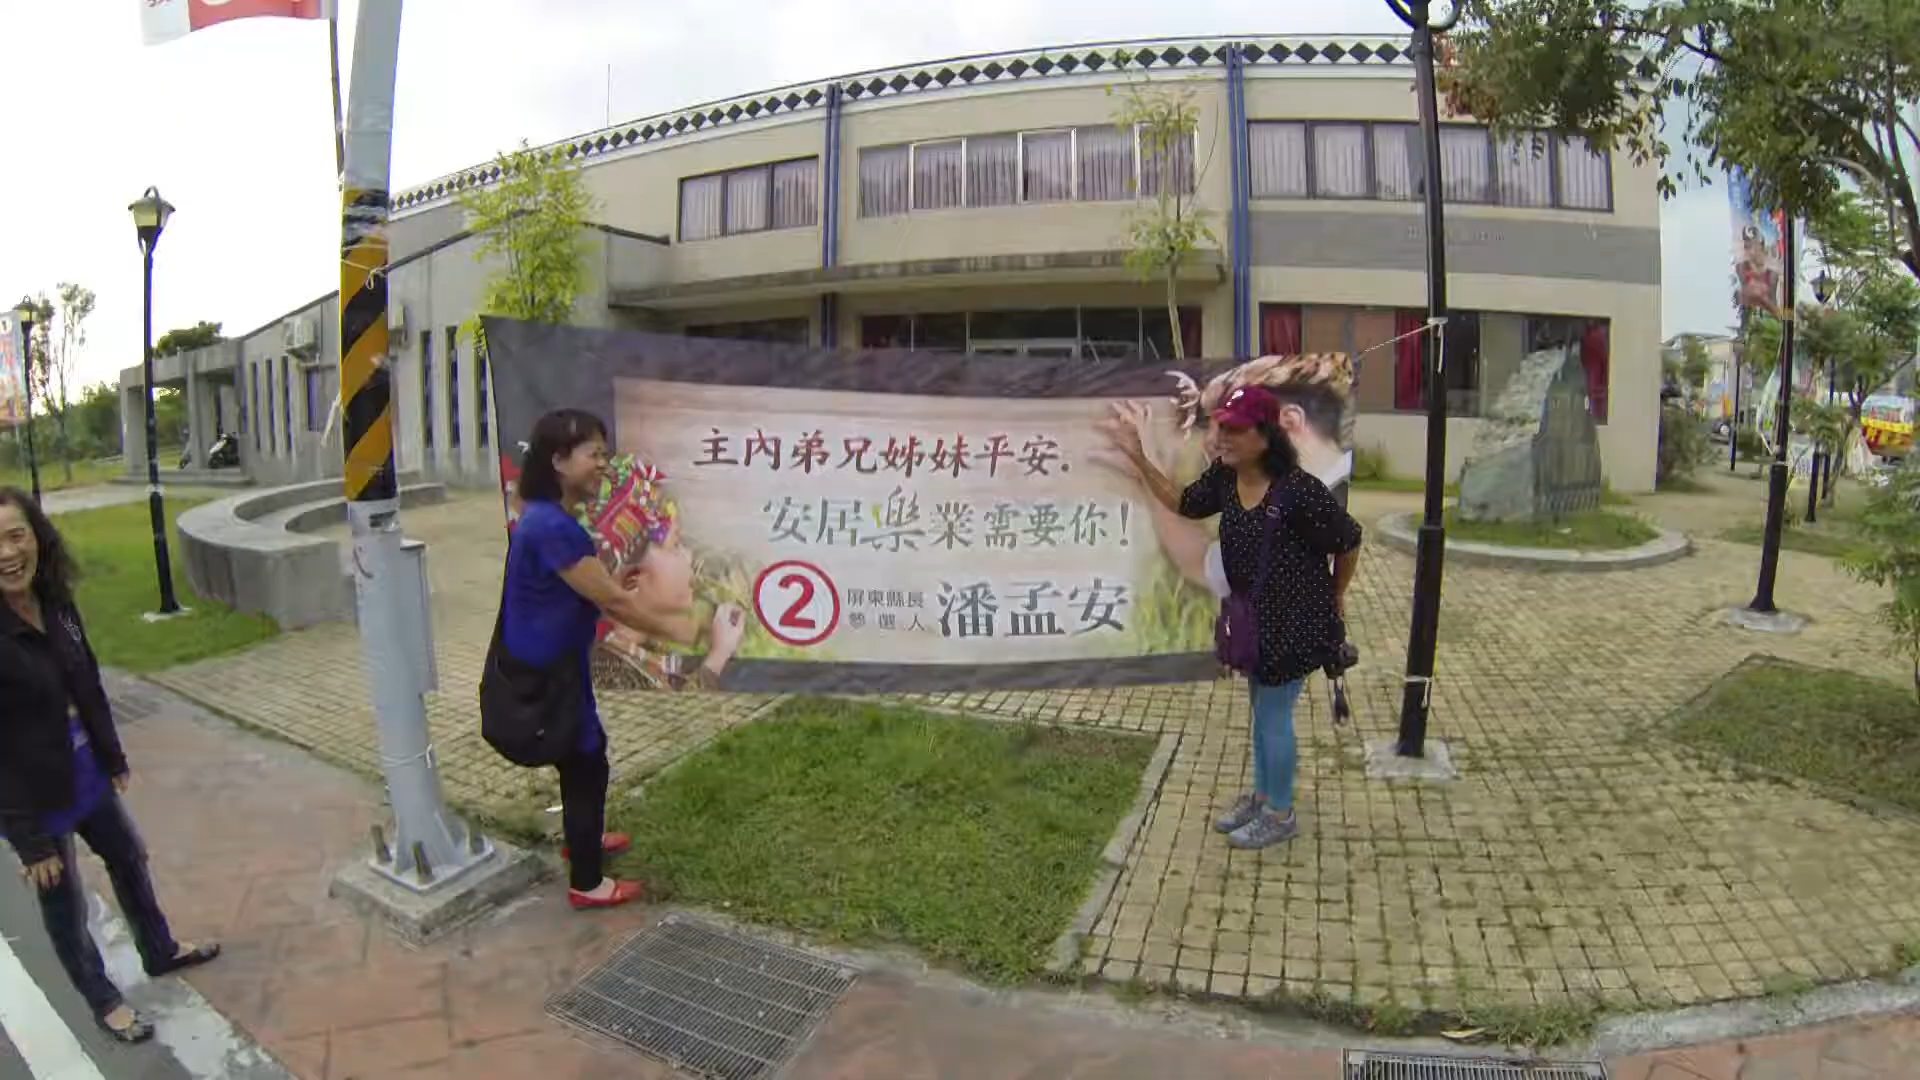 主內弟兄姊妹平安.
安居樂業需要你!
2 屏東縣長
參選人
潘孟安